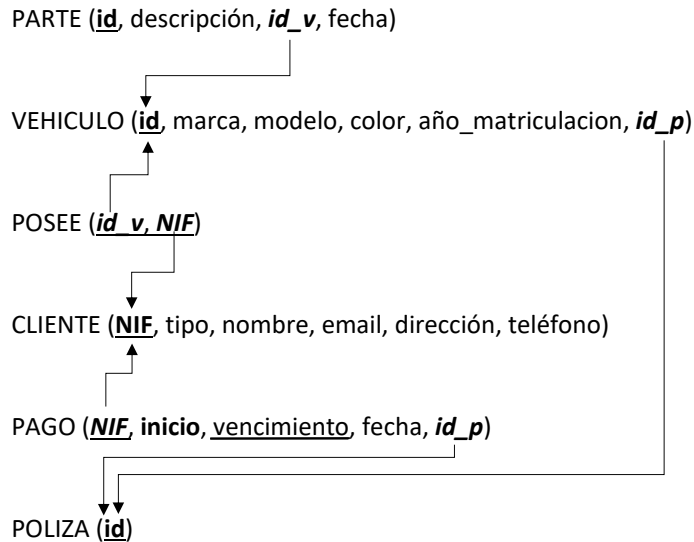 PARTE (id, descripción, id_v, fecha)
VEHICULO (id, marca, modelo, color, año_matriculacion, id_p)
POSEE (id_v, NIF)
CLIENTE (NIF, tipo, nombre, email, dirección, teléfono)
PAGO (NIF, inicio, vencimiento, fecha, id_p)
POLIZA (id)